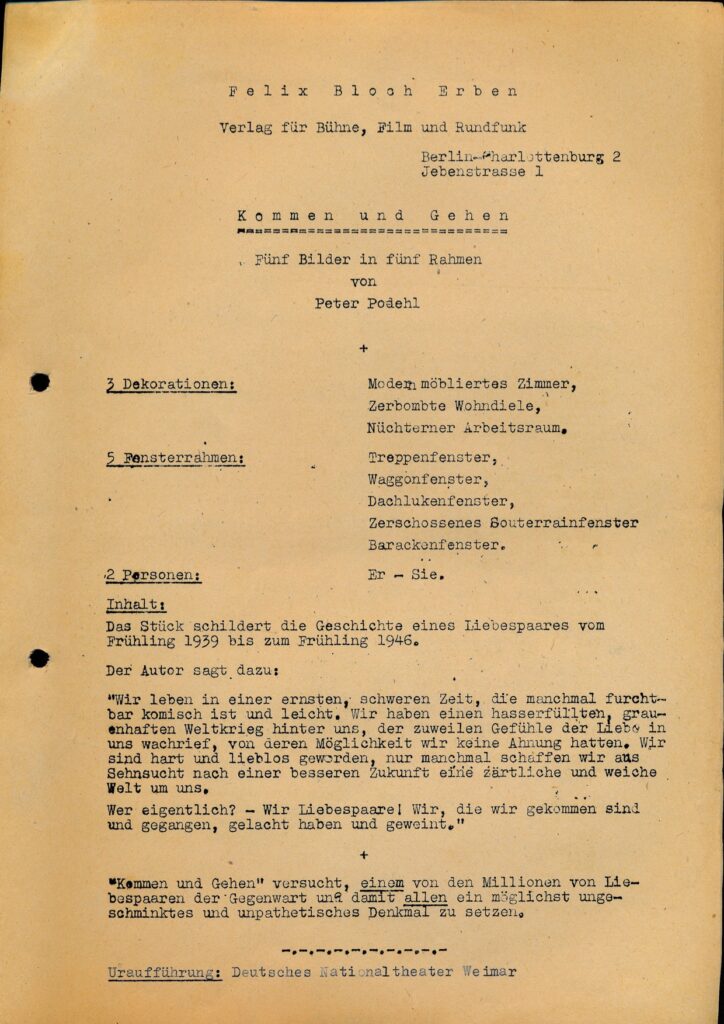 Felix Bloch Erben
Verlag für Bühne, Film und Rundfunk
Berlin-Charlottenburg 2
Jebenstrasse 1
Kommen und Gehen
Fünf Bilder in fünf Rahmen
von
Peter Podehl
+
3 Dekorationen: Modern möbliertes Zimmer,
Zerbombte Wohndiele,
Nüchterner Arbeitsraum.
5 Fensterrahmen: Treppenfenster,
Waggonfenster,
Dachlukenfenster,
Zerschossenes Souterrainfenster
Barackenfenster.
2 Personen: Er - Sie.
Inhalt:
Das Stück schildert die Geschichte eines Liebespaares vom
Frühling 1939 bis zum Frühling 1946.
Der Autor sagt dazu:
"Wir leben in einer ernsten, schweren Zeit, die manchmal furcht-
bar komisch ist und leicht. Wir haben einen hasserfüllten, grau-
enhaften Weltkrieg hinter uns, der zuweilen Gefühle der Liebe in
uns wachrief, von deren Möglichkeit wir keine Ahnung hatten. Wir
sind hart und lieblos geworden, nur manchmal schaffen wir aus
Sehnsucht nach einer besseren Zukunft eine zärtliche und weiche
Welt um uns.
Wer eigentlich? - Wir Liebespaare! Wir, die wir gekommen sind
und gegangen, gelacht haben und geweint."
+
"Kommen und Gehen" versucht, einem von den Millionen von Lie-
bespaaren der Gegenwart und damit allen ein möglichst unge-
schminktes und unpathetisches Denkmal zu setzen.
-.-.-.-.-.-.-.-.-.-
Uraufführung: Deutsches Nationaltheater Weimar